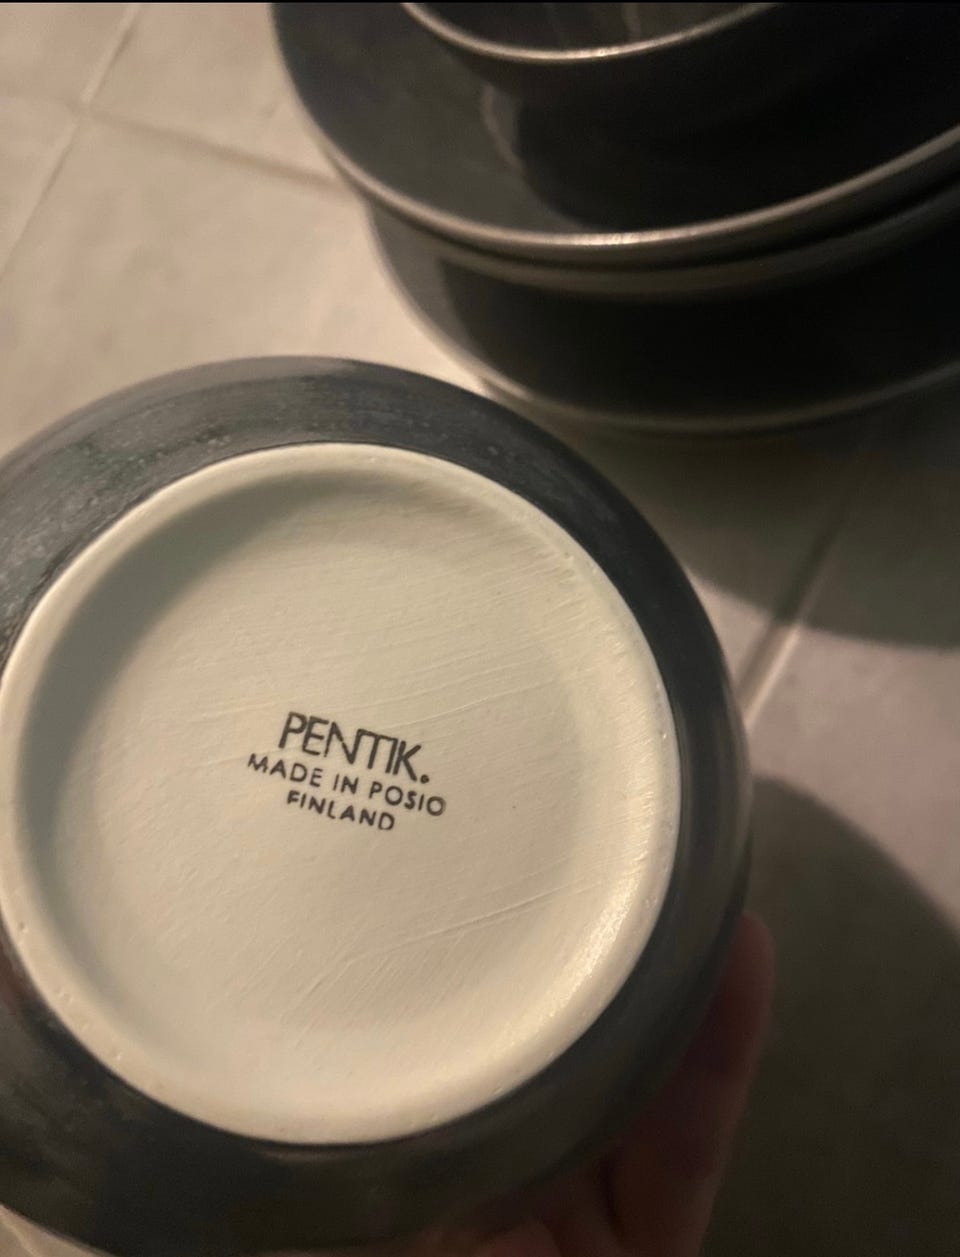 PENTIK.
MADE IN POSIO
FINLAND